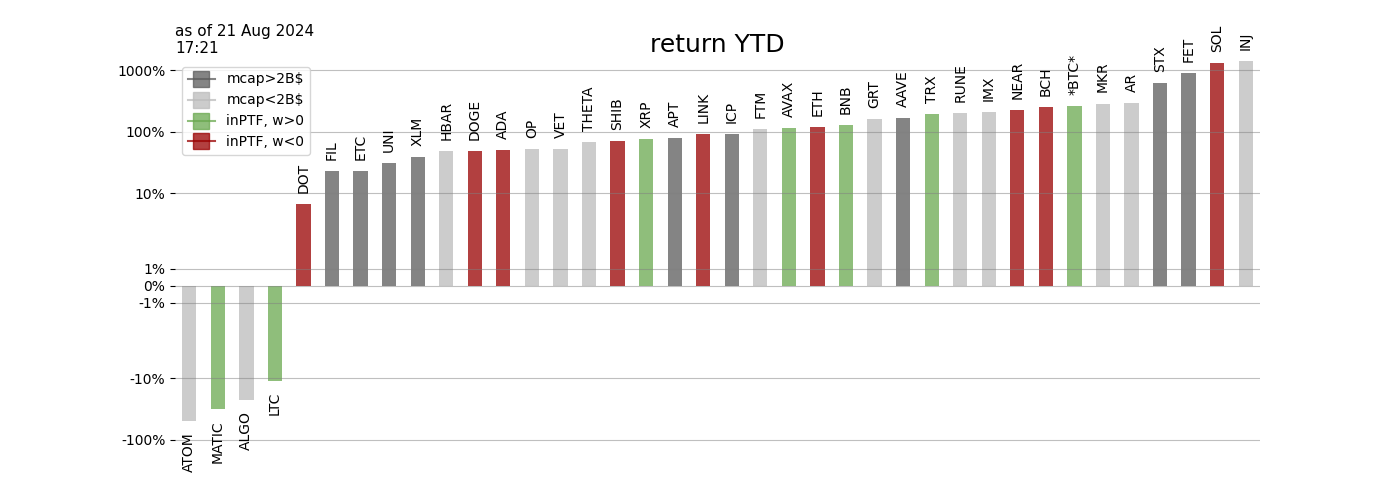 as of 21 Aug 2024
17:21
return YTD
mcap>2B$
mcap<2B$
inPTF, w>0
inPTF, w<0
1000%
100%
10%
1%
0%
-1%
-10%
-100%
ATOM
MATIC
ALGO
LTC
DOT
FIL
ETC
UNI
XLM
HBAR
DOGE
ADA
OP
VET
THETA
SHIB
XRP
APT
LINK
ICP
FTM
AVAX
ETH
BNB
GRT
AAVE
TRX
RUNE
IMX
NEAR
BCH
*BTC*
MKR
AR
STX
FET
SOL
INJ